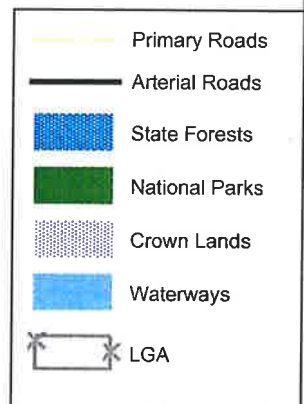 Primary Roads
Arterial Roads
State Forests
National Parks
Crown Lands
Waterways
LGA